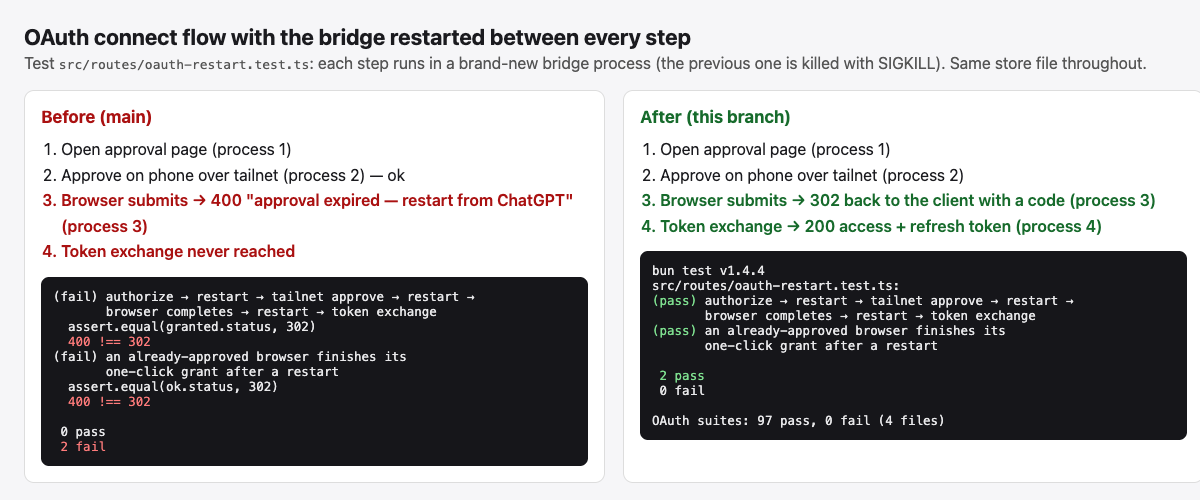 OAuth connect flow with the bridge restarted between every step
Test src/routes/oauth-restart.test.ts: each step runs in a brand-new bridge process (the previous one is killed with SIGKILL). Same store file throughout.
Before (main)
1. Open approval page (process 1)
2. Approve on phone over tailnet (process 2) — ok
3. Browser submits → 400 "approval expired — restart from ChatGPT"
(process 3)
4. Token exchange never reached
(fail) authorize → restart → tailnet approve → restart →
browser completes → restart → token exchange
assert.equal(granted.status, 302)
400 !== 302
(fail) an already-approved browser finishes its
one-click grant after a restart
assert.equal(ok.status, 302)
400 !== 302
0 pass
2 fail
After (this branch)
1. Open approval page (process 1)
2. Approve on phone over tailnet (process 2)
3. Browser submits → 302 back to the client with a code (process 3)
4. Token exchange → 200 access + refresh token (process 4)
bun test v1.4.4
src/routes/oauth-restart.test.ts:
(pass) authorize → restart → tailnet approve → restart →
browser completes → restart → token exchange
(pass) an already-approved browser finishes its
one-click grant after a restart
2 pass
0 fail
OAuth suites: 97 pass, 0 fail (4 files)